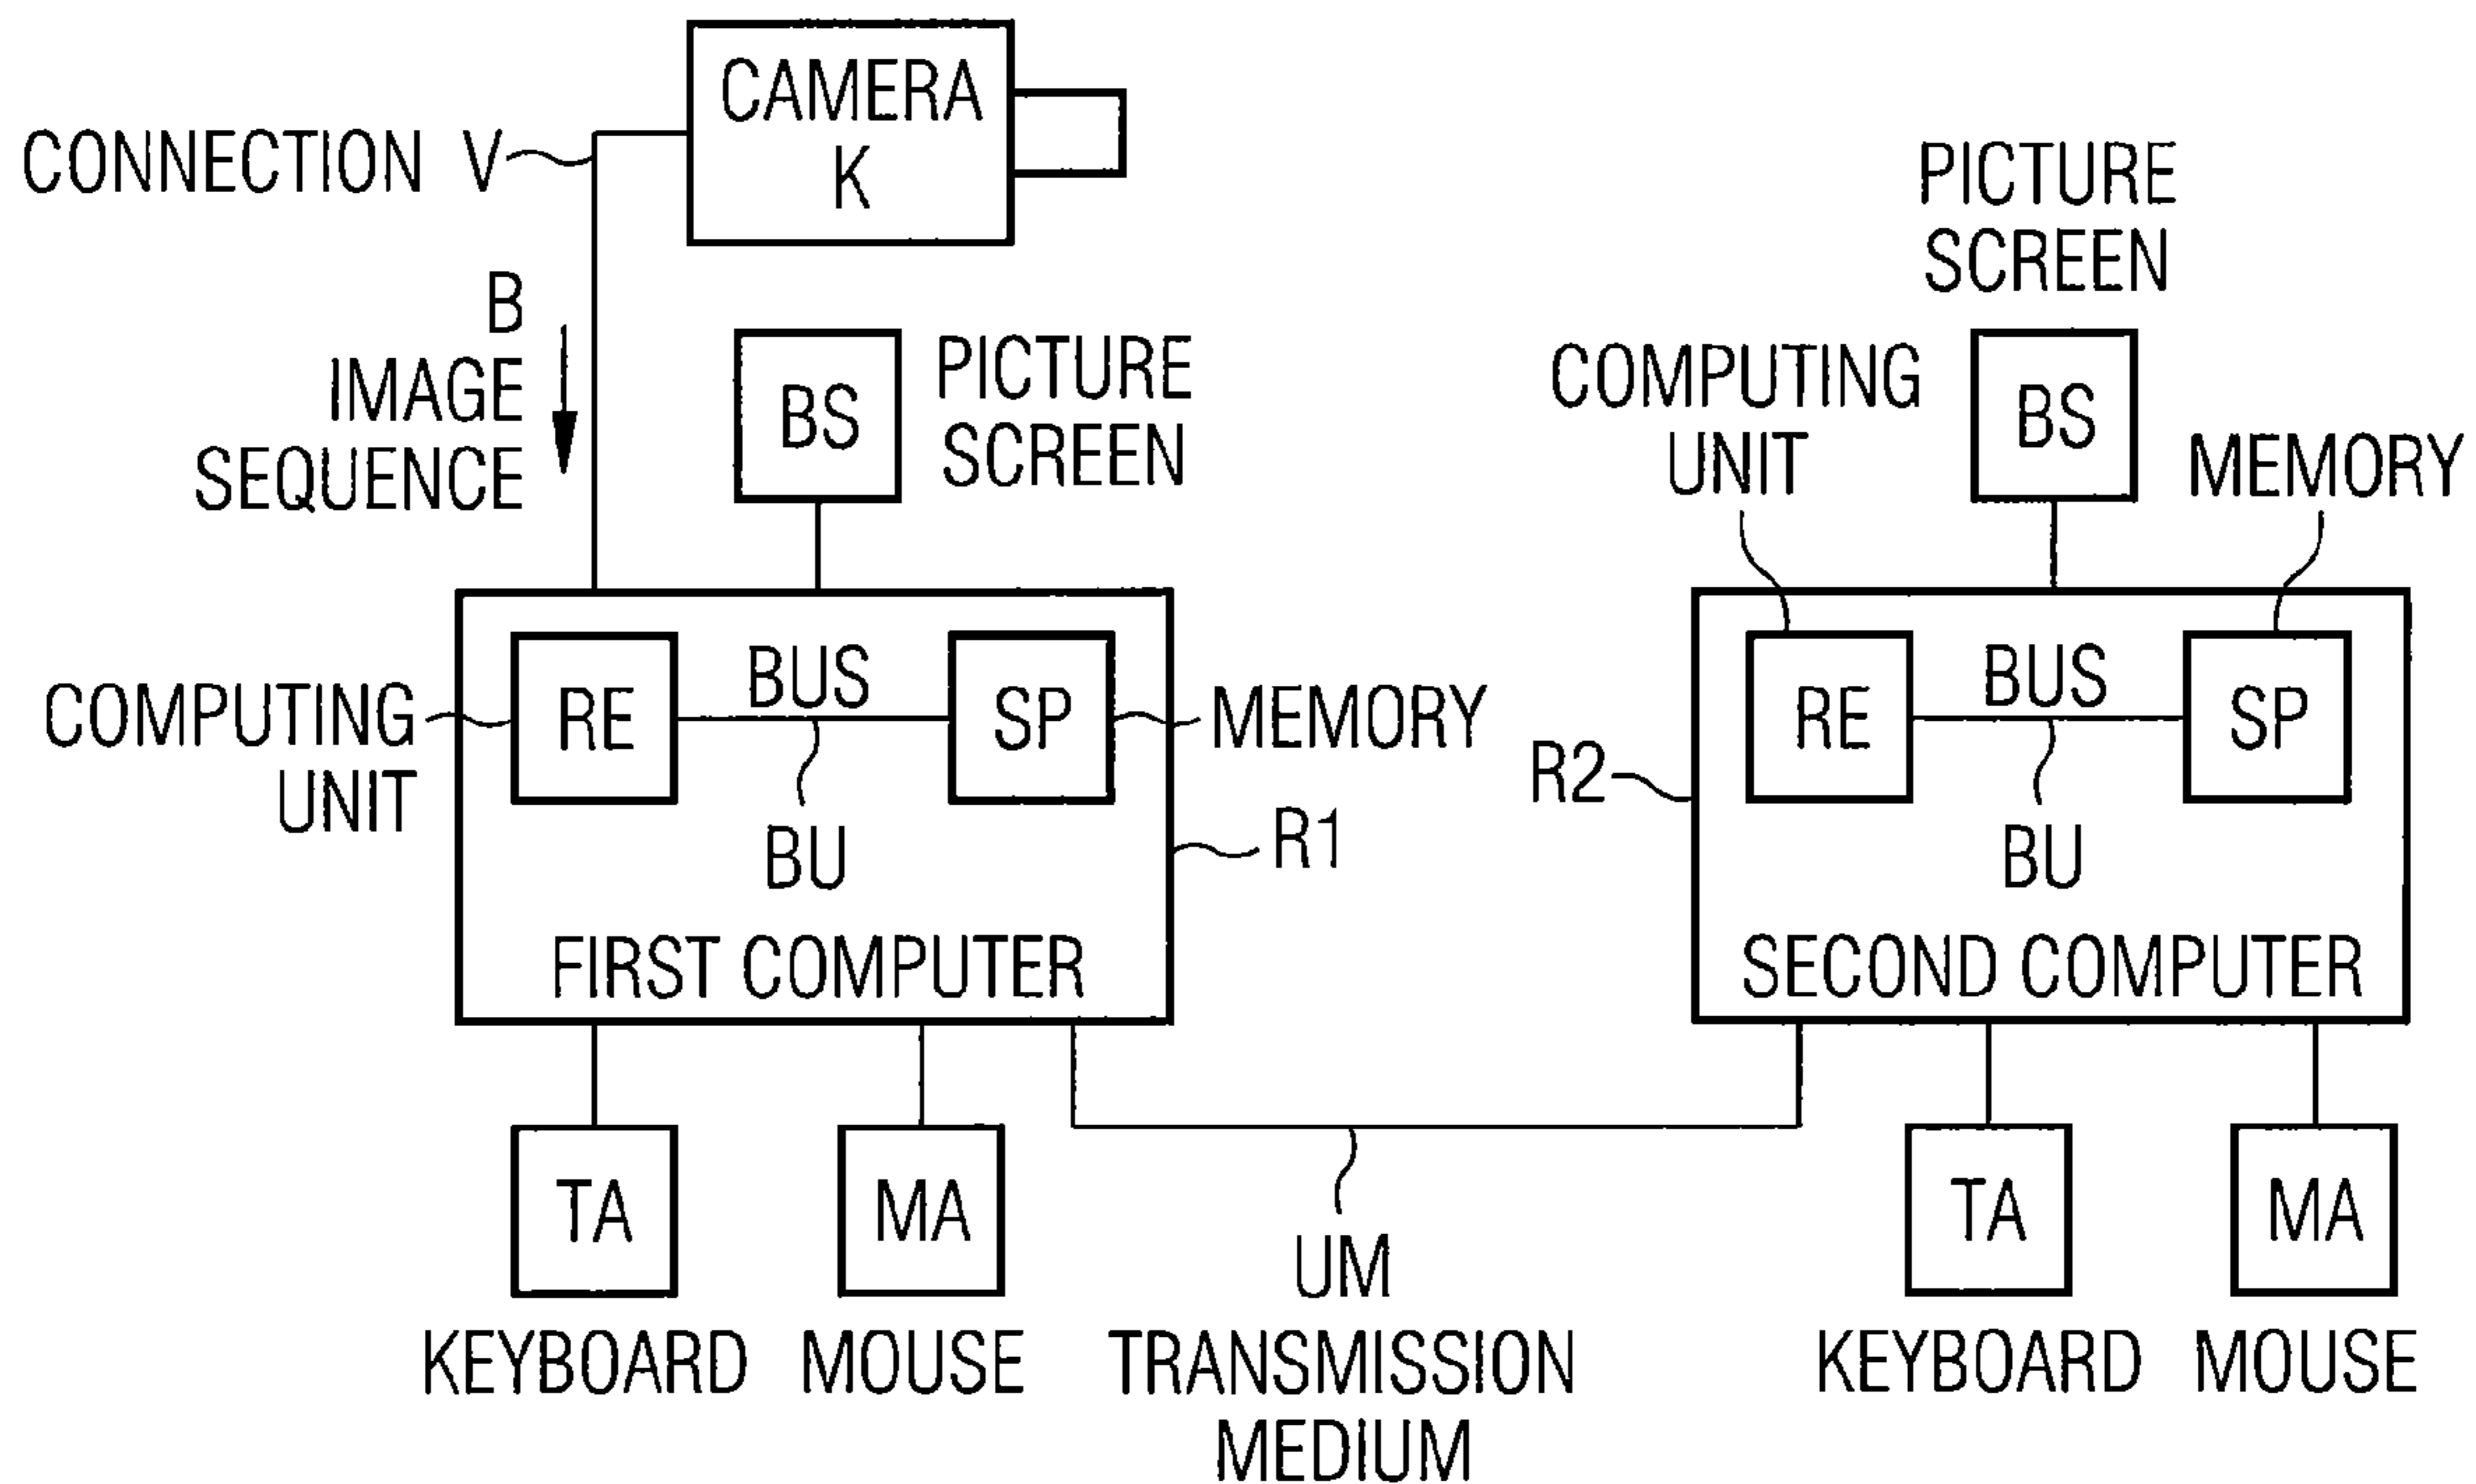 CAMERA
K
CONNECTION V
B
IMAGE
SEQUENCE
BS
PICTURE
SCREEN
COMPUTING
UNIT
RE
BUS
BU
SP
MEMORY
R1
FIRST COMPUTER
TA
KEYBOARD
MA
MOUSE
UM
TRANSMISSION
MEDIUM
PICTURE
SCREEN
BS
COMPUTING
UNIT
MEMORY
RE
BUS
BU
SP
R2
SECOND COMPUTER
TA
KEYBOARD
MA
MOUSE